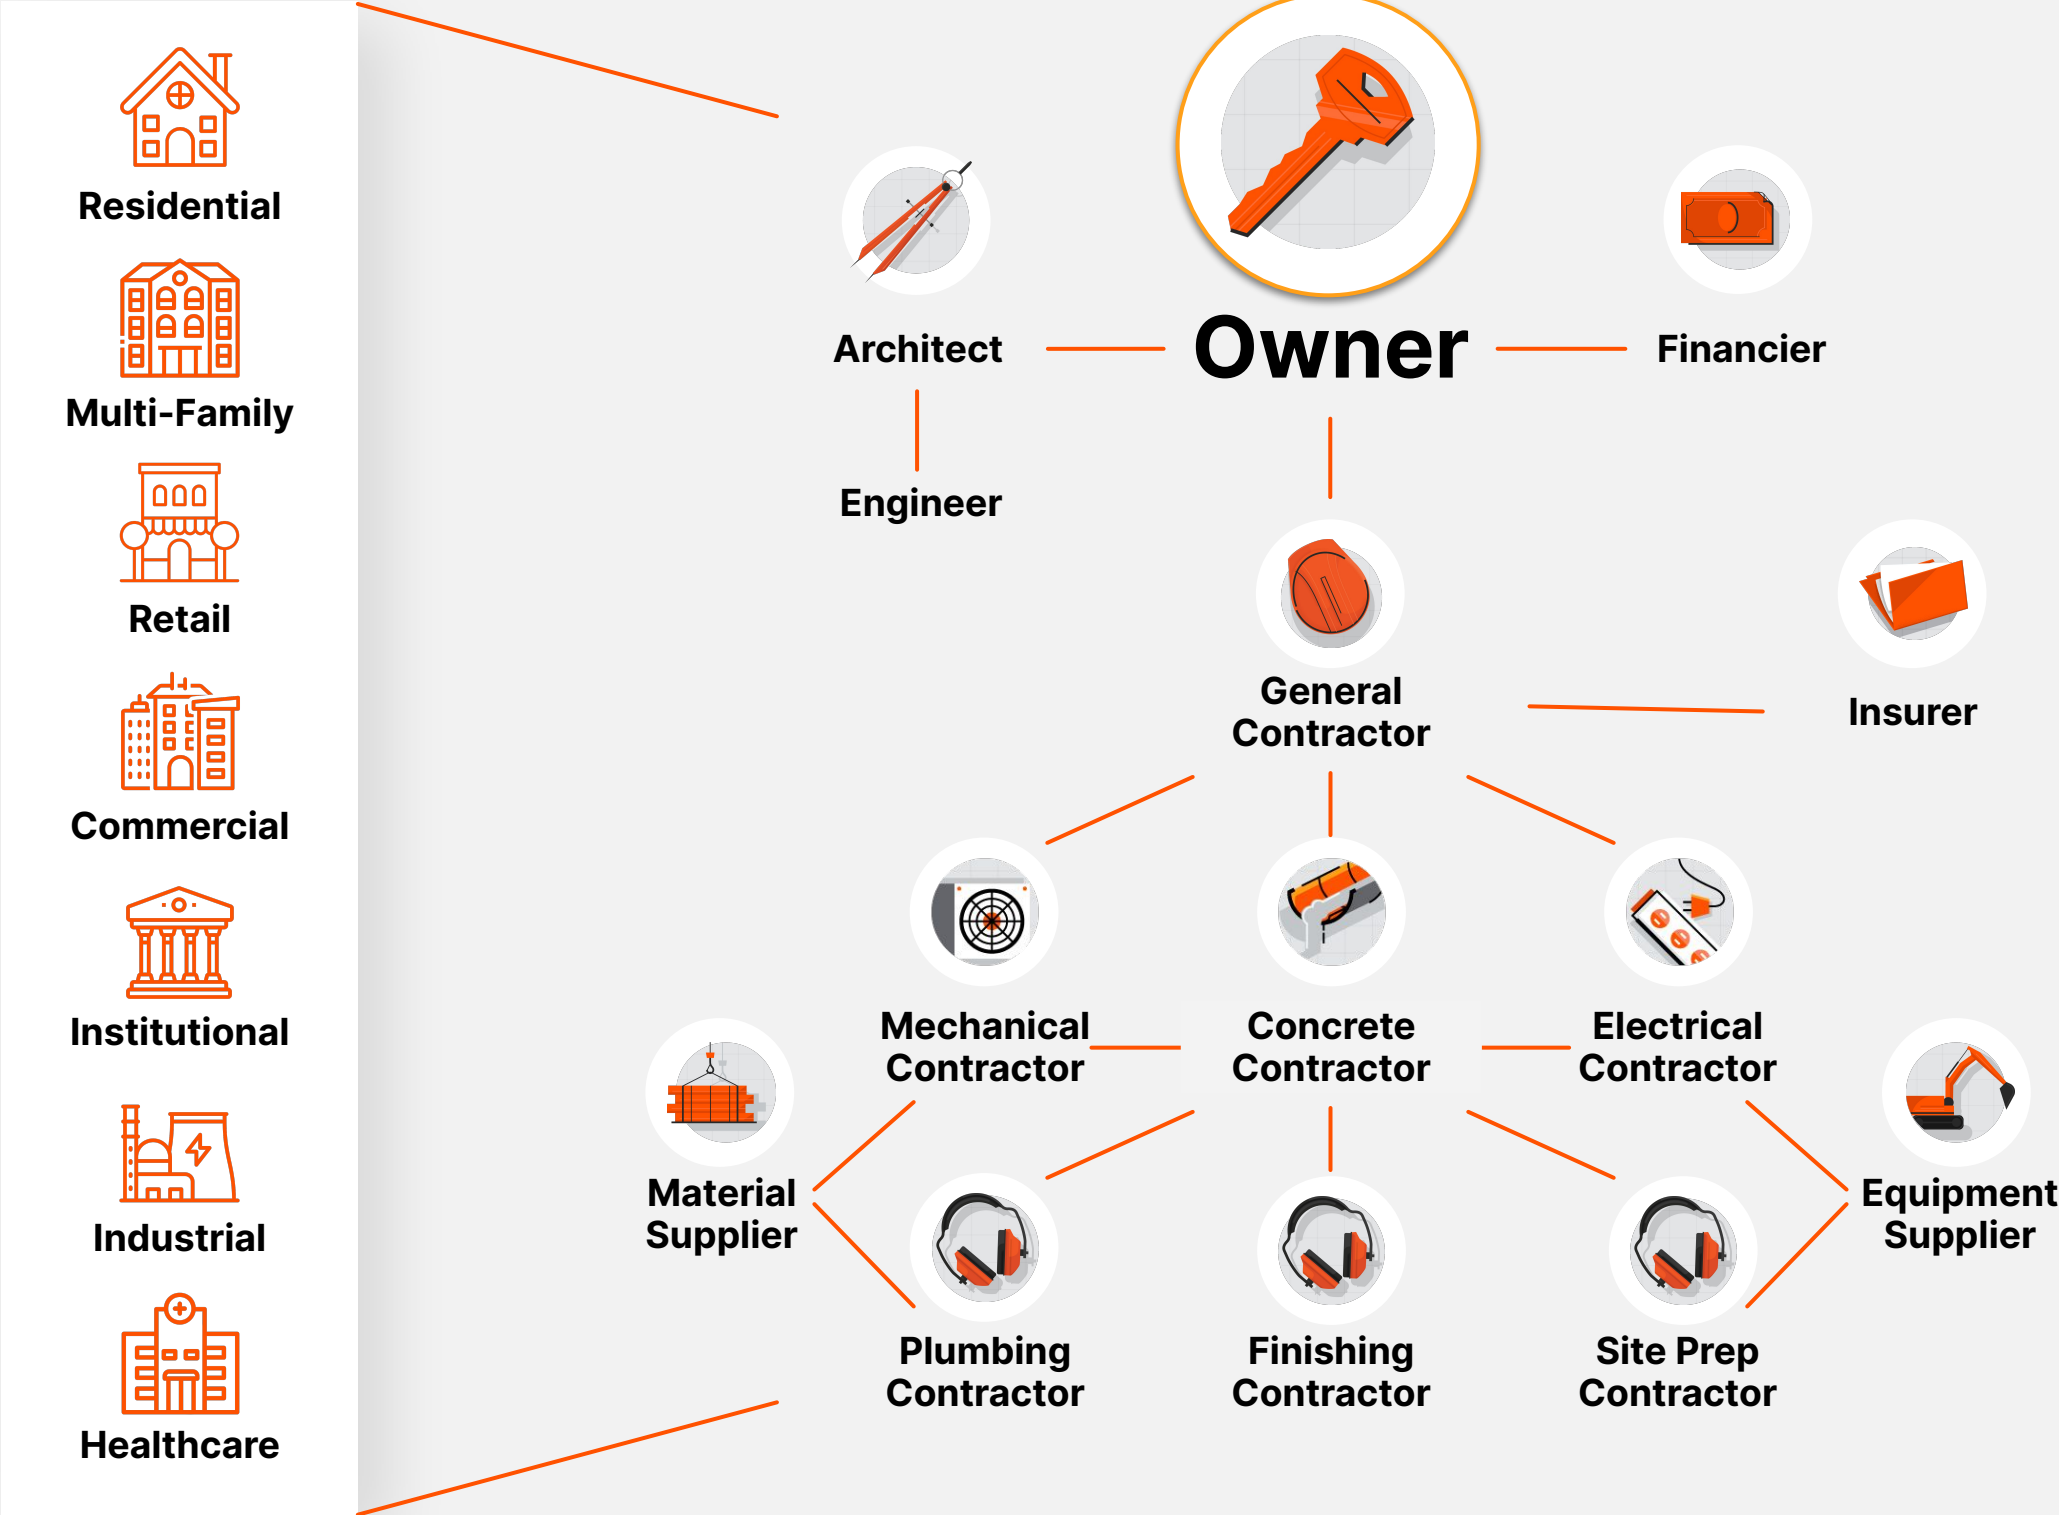 Residential
Multi-Family
Retail
Commercial
Institutional
Industrial
Healthcare
Architect
Owner
Financier
Engineer
General
Contractor
Insurer
Mechanical
Contractor
Concrete
Contractor
Electrical
Contractor
Material
Supplier
Equipment
Supplier
Plumbing
Contractor
Finishing
Contractor
Site Prep
Contractor